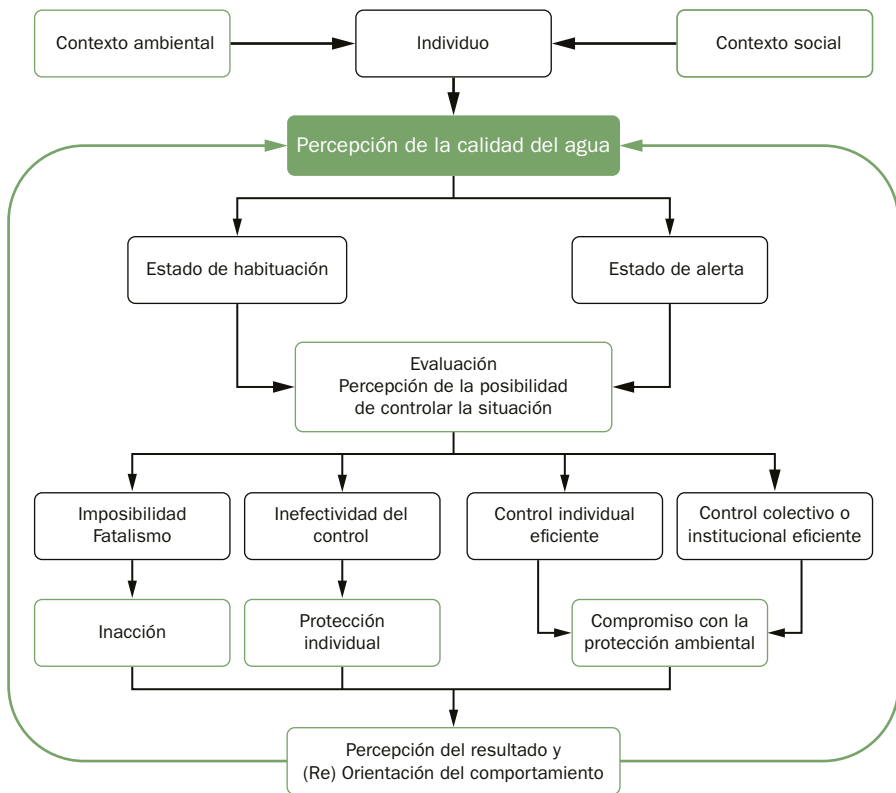 Contexto ambiental
Individuo
Contexto social
Percepción de la calidad del agua
Estado de habituación
Estado de alerta
Evaluación
Percepción de la posibilidad
de controlar la situación
Imposibilidad
Fatalismo
Inefectividad del
control
Control individual
eficiente
Control colectivo o
institucional eficiente
Inacción
Protección
individual
Compromiso con la
protección ambiental
Percepción del resultado y
(Re) Orientación del comportamiento